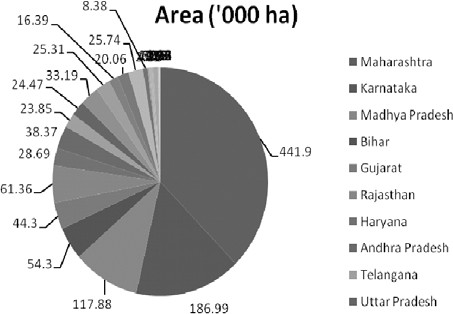 Area ('000 ha)
8.38
16.39
25.31
33.19
24.47
23.85
38.37
28.69
61.36
44.3
54.3
117.88
186.99
441.9
25.74
20.06
Maharashtra
Karnataka
Madhya Pradesh
Bihar
Gujarat
Rajasthan
Haryana
Andhra Pradesh
Telangana
Uttar Pradesh